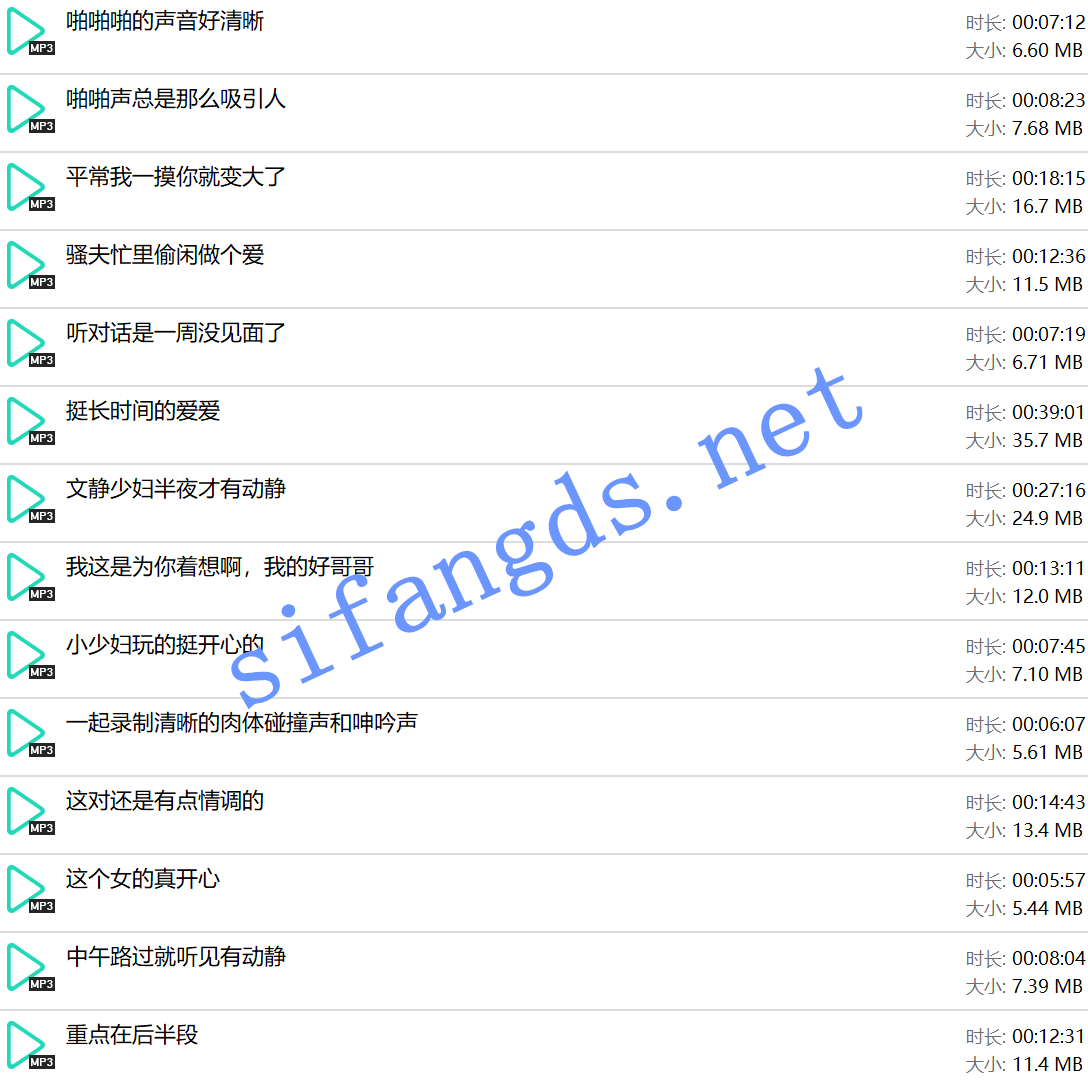 啪啪啪的声音好清晰
时长: 00:07:12
MP3
大小: 6.60 MB
啪啪声总是那么吸引人
时长: 00:08:23
MP3
大小: 7.68 MB
平常我一摸你就变大了
时长: 00:18:15
MP3
大小: 16.7 MB
骚夫忙里偷闲做个爱
时长: 00:12:36
MP3
大小: 11.5 MB
听对话是一周没见面了
时长: 00:07:19
MP3
大小: 6.71 MB
挺长时间的爱爱
时长: 00:39:01
MP3
大小: 35.7 MB
文静少妇半夜才有动静
时长: 00:27:16
MP3
大小: 24.9 MB
我这是为你着想啊，我的好哥哥
时长: 00:13:11
MP3
大小: 12.0 MB
小少妇玩的挺开心的
时长: 00:07:45
MP3
大小: 7.10 MB
一起录制清晰的肉体碰撞声和呻吟声
时长: 00:06:07
MP3
大小: 5.61 MB
这对还是有点情调的
时长: 00:14:43
MP3
大小: 13.4 MB
这个女的真开心
时长: 00:05:57
MP3
大小: 5.44 MB
中午路过就听见有动静
时长: 00:08:04
MP3
大小: 7.39 MB
重点在后半段
时长: 00:12:31
MP3
大小: 11.4 MB
sifangds.net